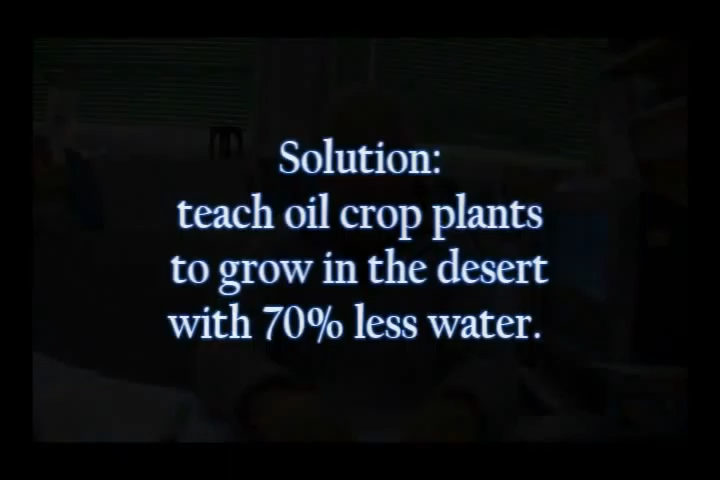 Solution:
teach oil crop plants
to grow in the desert
with 70% less water.